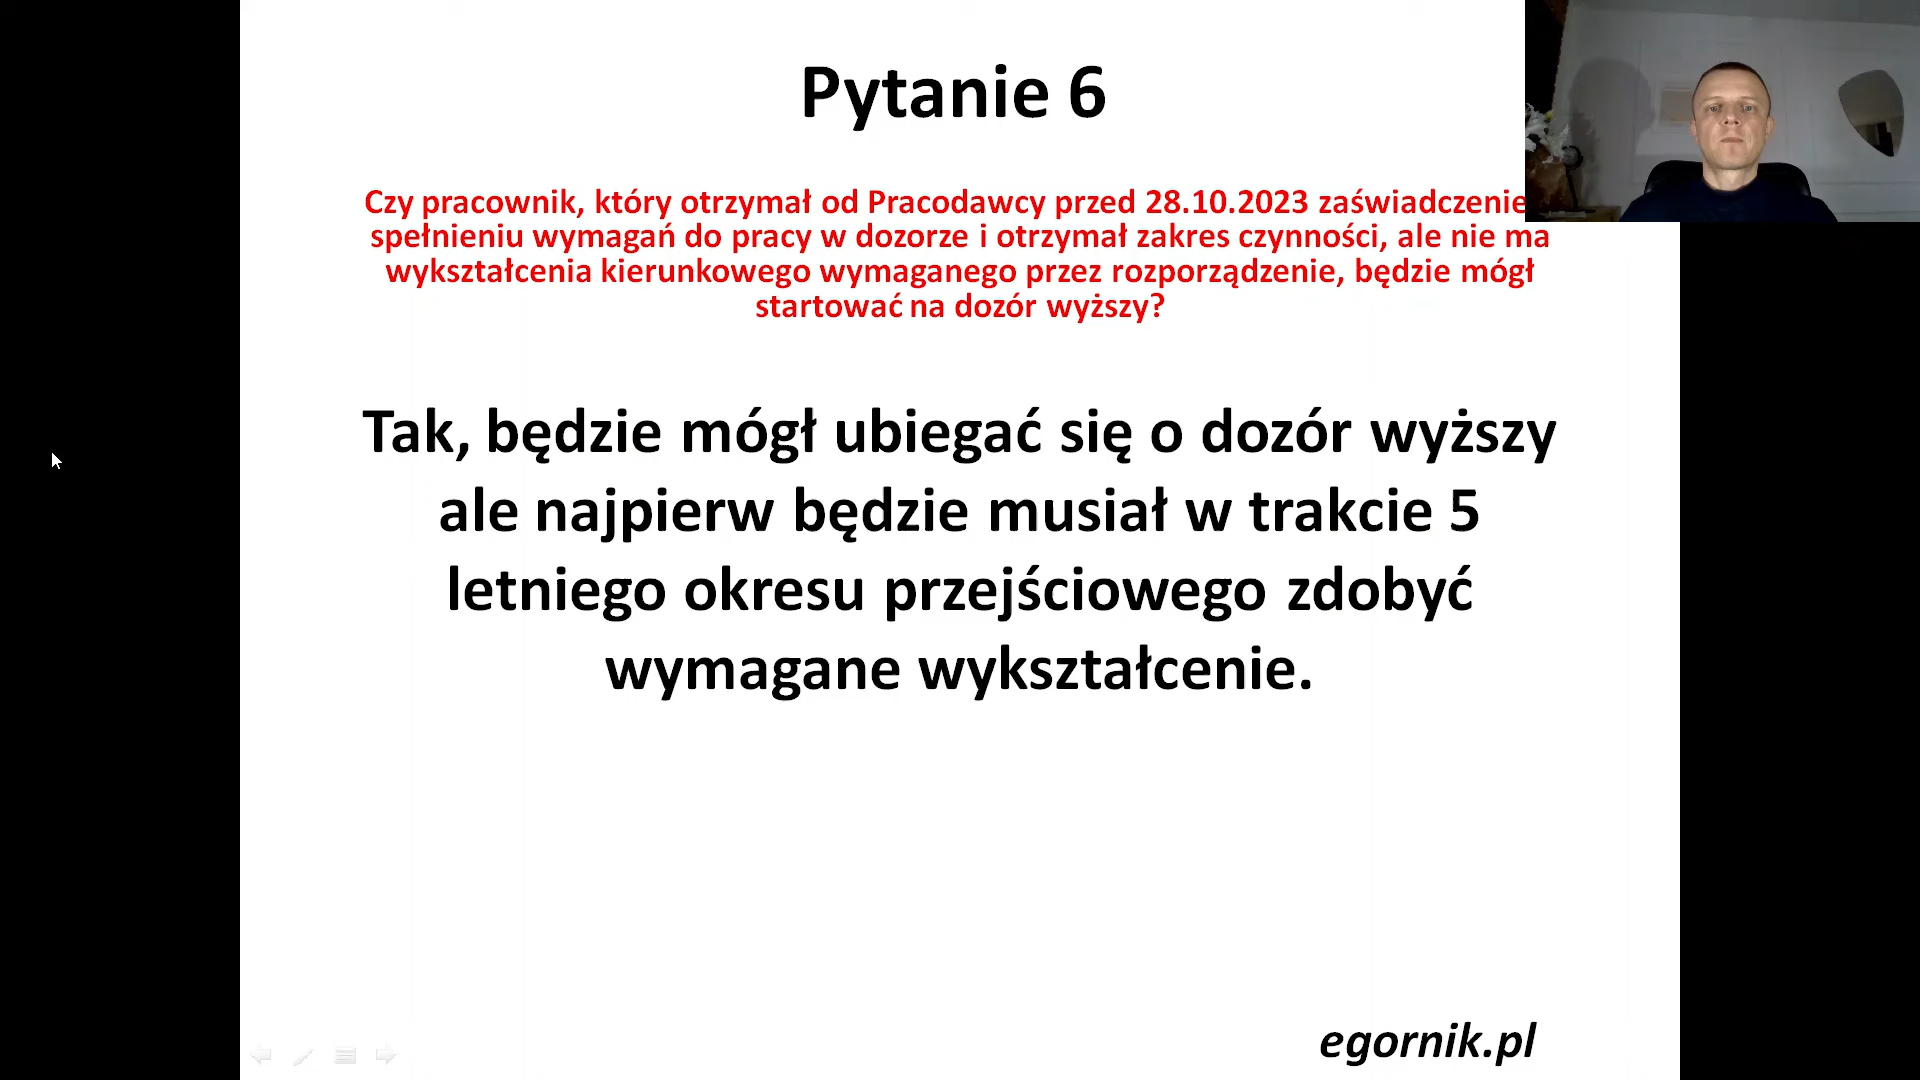 Pytanie 6
Czy pracownik, który otrzymał od Pracodawcy przed 28.10.2023 zaświadczenie
spełnieniu wymagań do pracy w dozorze i otrzymał zakres czynności, ale nie ma
wykształcenia kierunkowego wymaganego przez rozporządzenie, będzie mógł
startować na dozór wyższy?
Tak, będzie mógł ubiegać się o dozór wyższy
ale najpierw będzie musiał w trakcie 5
letniego okresu przejściowego zdobyć
wymagane wykształcenie.
egornik.pl